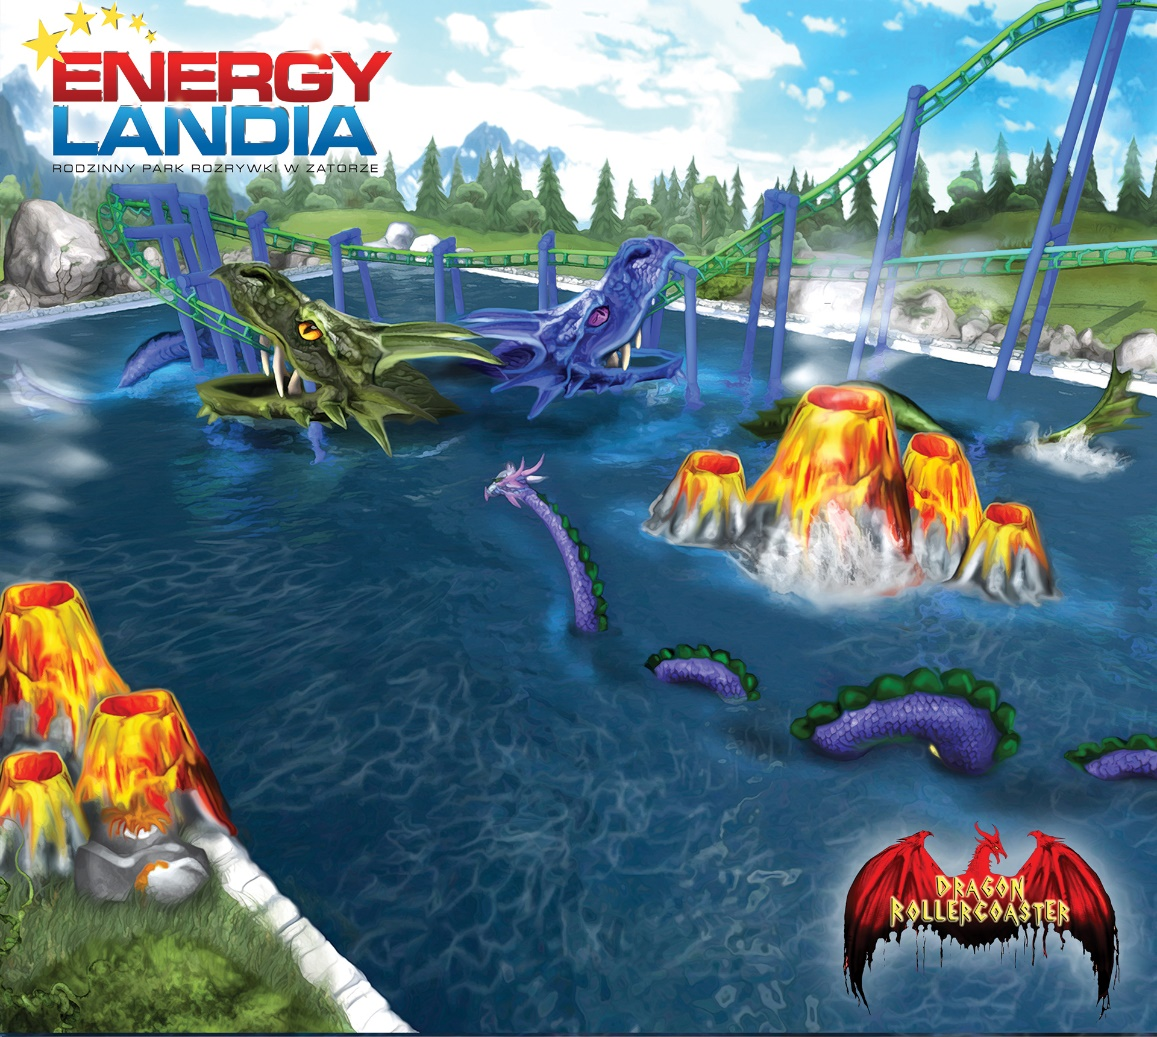 ENERGY
LANDIA
RODZINNY PARK ROZRYWKI W ZATORZE
DRAGON
ROLLERCOASTER